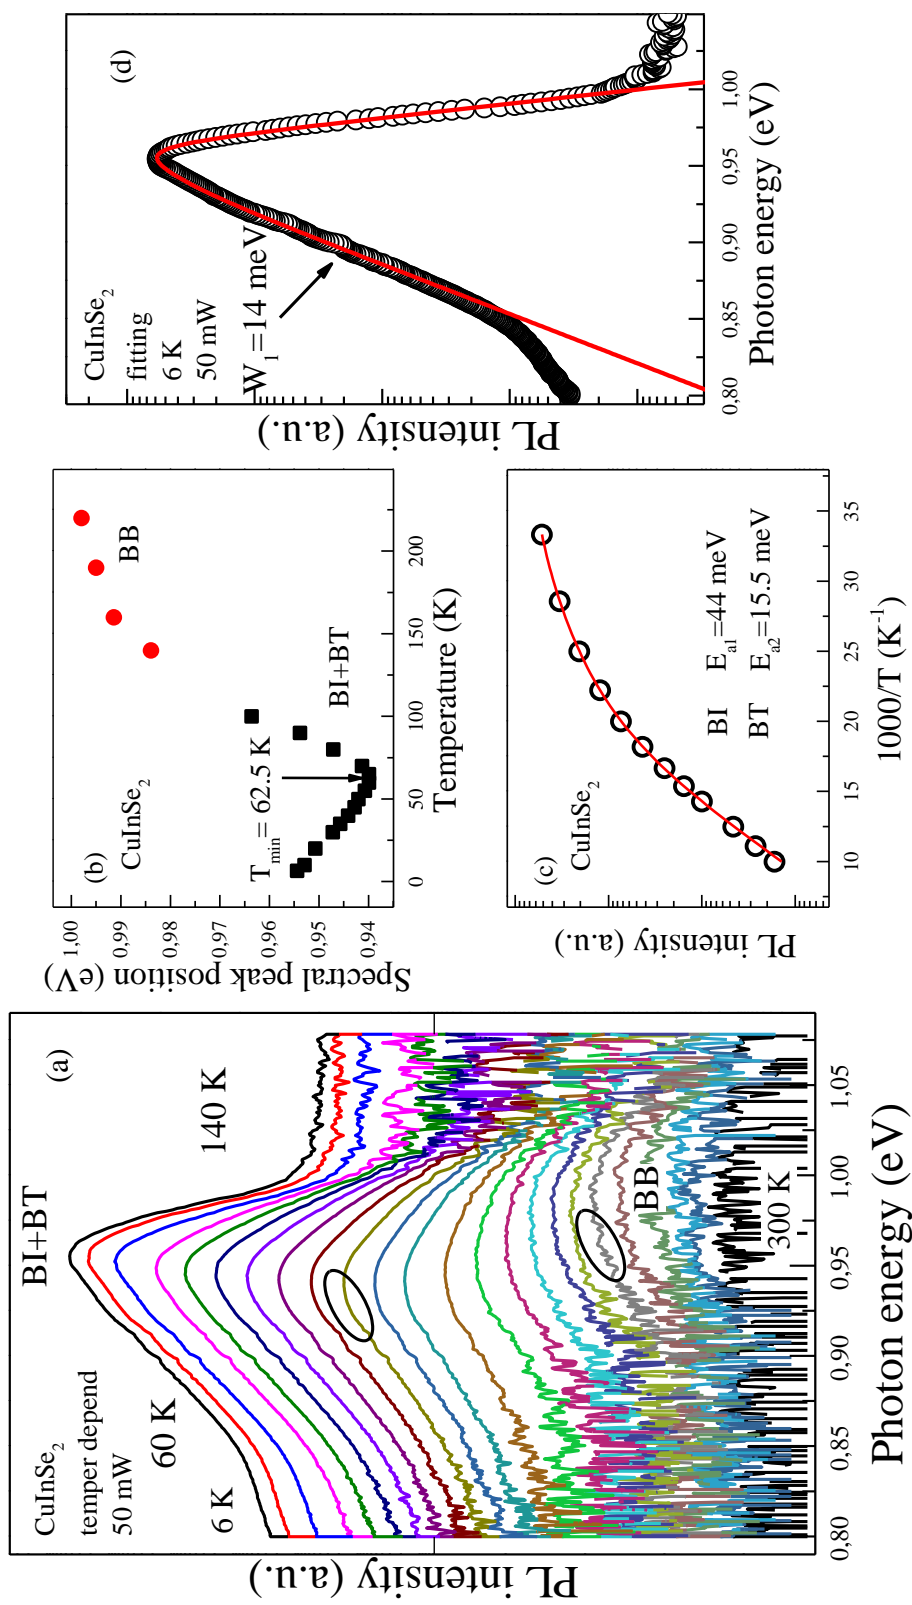 (a)
CuInSe2
temper depend
50 mW
BI+BT
60 K
140 K
6 K
BB
300 K
PL intensity (a.u.)
0,80 0,85 0,90 0,95 1,00 1,05
Photon energy (eV)
(b)
CuInSe2
BB
Tmin= 62.5 K
BI+BT
1,00
0,99
0,98
0,97
0,96
0,95
0,94
Spectral peak position (eV)
0 50 100 150 200
Temperature (K)
(c)
CuInSe2
BI Ea1=44 meV
BT Ea2=15.5 meV
PL intensity (a.u.)
10 15 20 25 30 35
1000/T (K-1)
(d)
CuInSe2
fitting
6 K
50 mW
W1=14 meV
PL intensity (a.u.)
0,80 0,85 0,90 0,95 1,00
Photon energy (eV)